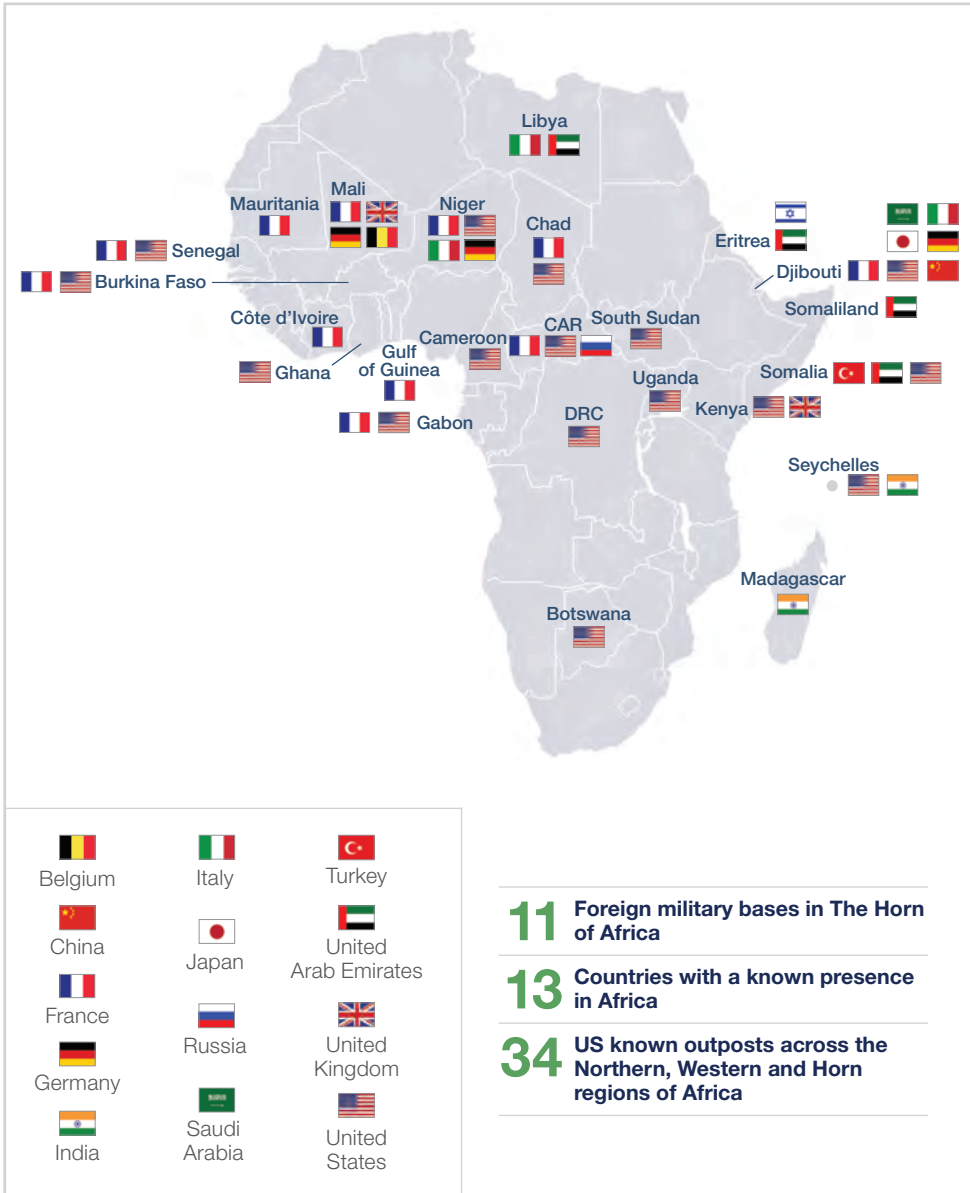 Libya
Mali
Mauritania
Niger
Chad
Senegal
Eritrea
Burkina Faso
Djibouti
Somaliland
Côte d'Ivoire
Cameroon
CAR
South Sudan
Ghana
Gulf
of Guinea
Somalia
Uganda
Kenya
Gabon
DRC
Seychelles
Madagascar
Botswana
Belgium
Italy
Turkey
China
Japan
United
Arab Emirates
France
Russia
United
Kingdom
Germany
India
Saudi
Arabia
United
States
11 Foreign military bases in The Horn
of Africa
13 Countries with a known presence
in Africa
34 US known outposts across the
Northern, Western and Horn
regions of Africa